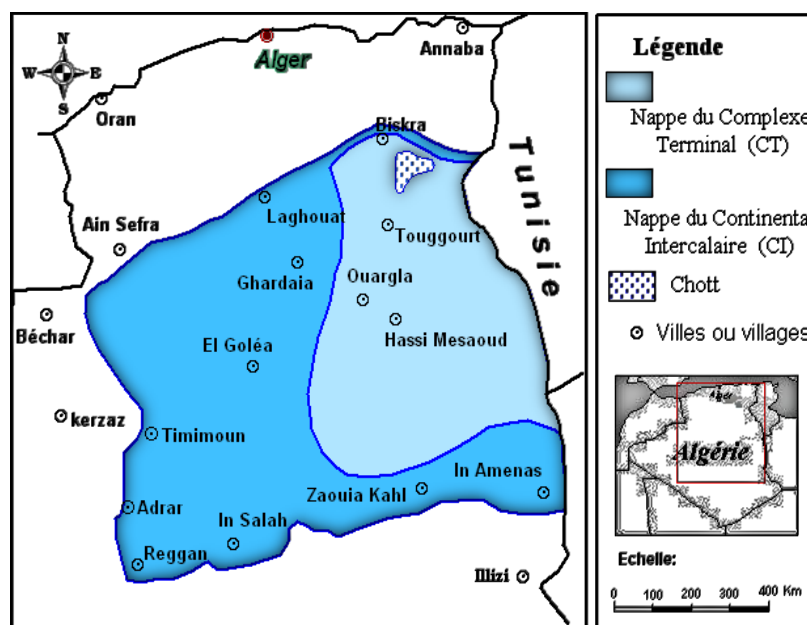 N
W E
S
Alger
Annaba
Oran
Biskra
Tunisie
Laghouat
Ain Sefra
Touggourt
Ghardaia
Ouargla
Béchar
Hassi Mesaoud
El Goléa
kerzaz
Timimoun
In Amenas
Zaouia Kahl
Adrar
In Salah
Reggan
Illizi
Légende
Nappe du Complexe
Terminal (CT)
Nappe du Continenta
Intercalaire (CI)
Chott
Villes ou villages
Alger
Algérie
Echelle:
0 100 200 300 400 Km